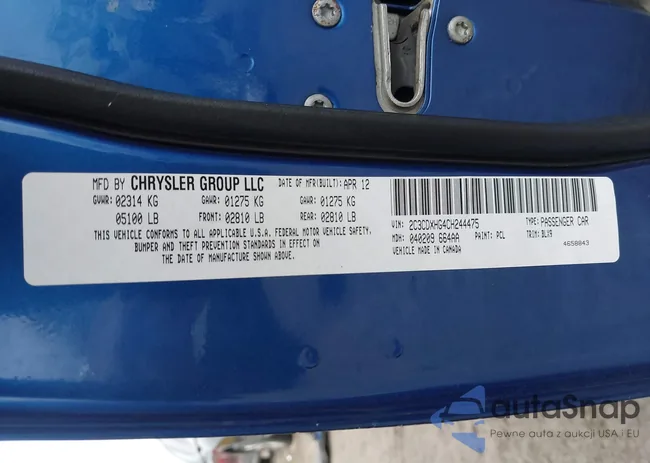 MFD BY CHRYSLER GROUP LLC DATE OF MFR(BUILT): APR 12
GVWR: 02314 KG GAWR: 01275 KG GAWR: 01275 KG
05100 LB FRONT: 02810 LB REAR: 02810 LB
THIS VEHICLE CONFORMS TO ALL APPLICABLE U.S.A. FEDERAL MOTOR VEHICLE SAFETY,
BUMPER AND THEFT PREVENTION STANDARDS IN EFFECT ON
THE DATE OF MANUFACTURE SHOWN ABOVE.
VIN: 2C3CDXHG4CH244475 TYPE: PASSENGER CAR
MDH: 040209 664AA PAINT: PCL TRIM: BLX9
VEHICLE MADE IN CANADA 4658043
autoSnap
Pewne auta z aukcji USA i EU